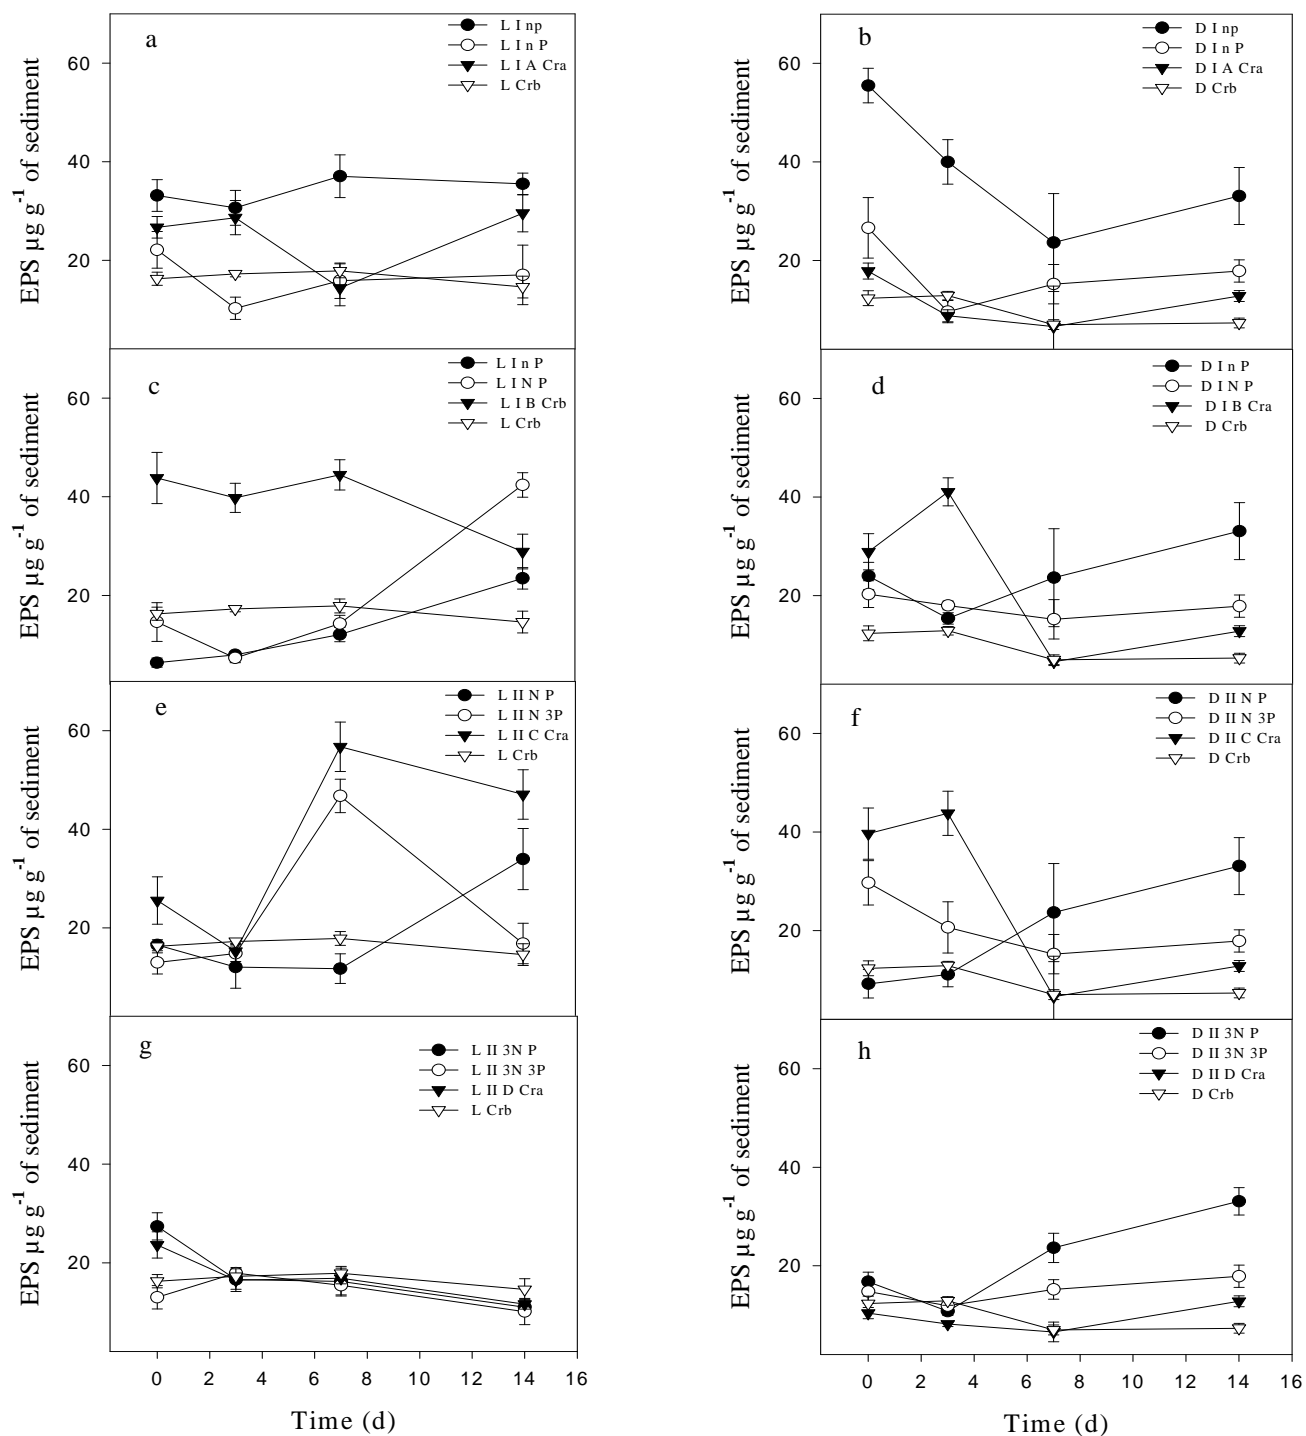 a
L I np
L I n P
L I A Cra
L Crb
60
40
20
EPS µg g-1 of sediment
b
D I np
D I n P
D I A Cra
D Crb
60
40
20
EPS µg g-1 of sediment
c
L I n P
L I N P
L I B Crb
L Crb
60
40
20
EPS µg g-1 of sediment
d
D I n P
D I N P
D I B Cra
D Crb
60
40
20
EPS µg g-1 of sediment
e
L II N P
L II N 3P
L II C Cra
L Crb
60
40
20
EPS µg g-1 of sediment
f
D II N P
D II N 3P
D II C Cra
D Crb
60
40
20
EPS µg g-1 of sediment
g
L II 3N P
L II 3N 3P
L II D Cra
L Crb
60
40
20
EPS µg g-1 of sediment
0 2 4 6 8 10 12 14 16
Time (d)
h
D II 3N P
D II 3N 3P
D II D Cra
D Crb
60
40
20
EPS µg g-1 of sediment
0 2 4 6 8 10 12 14 16
Time (d)